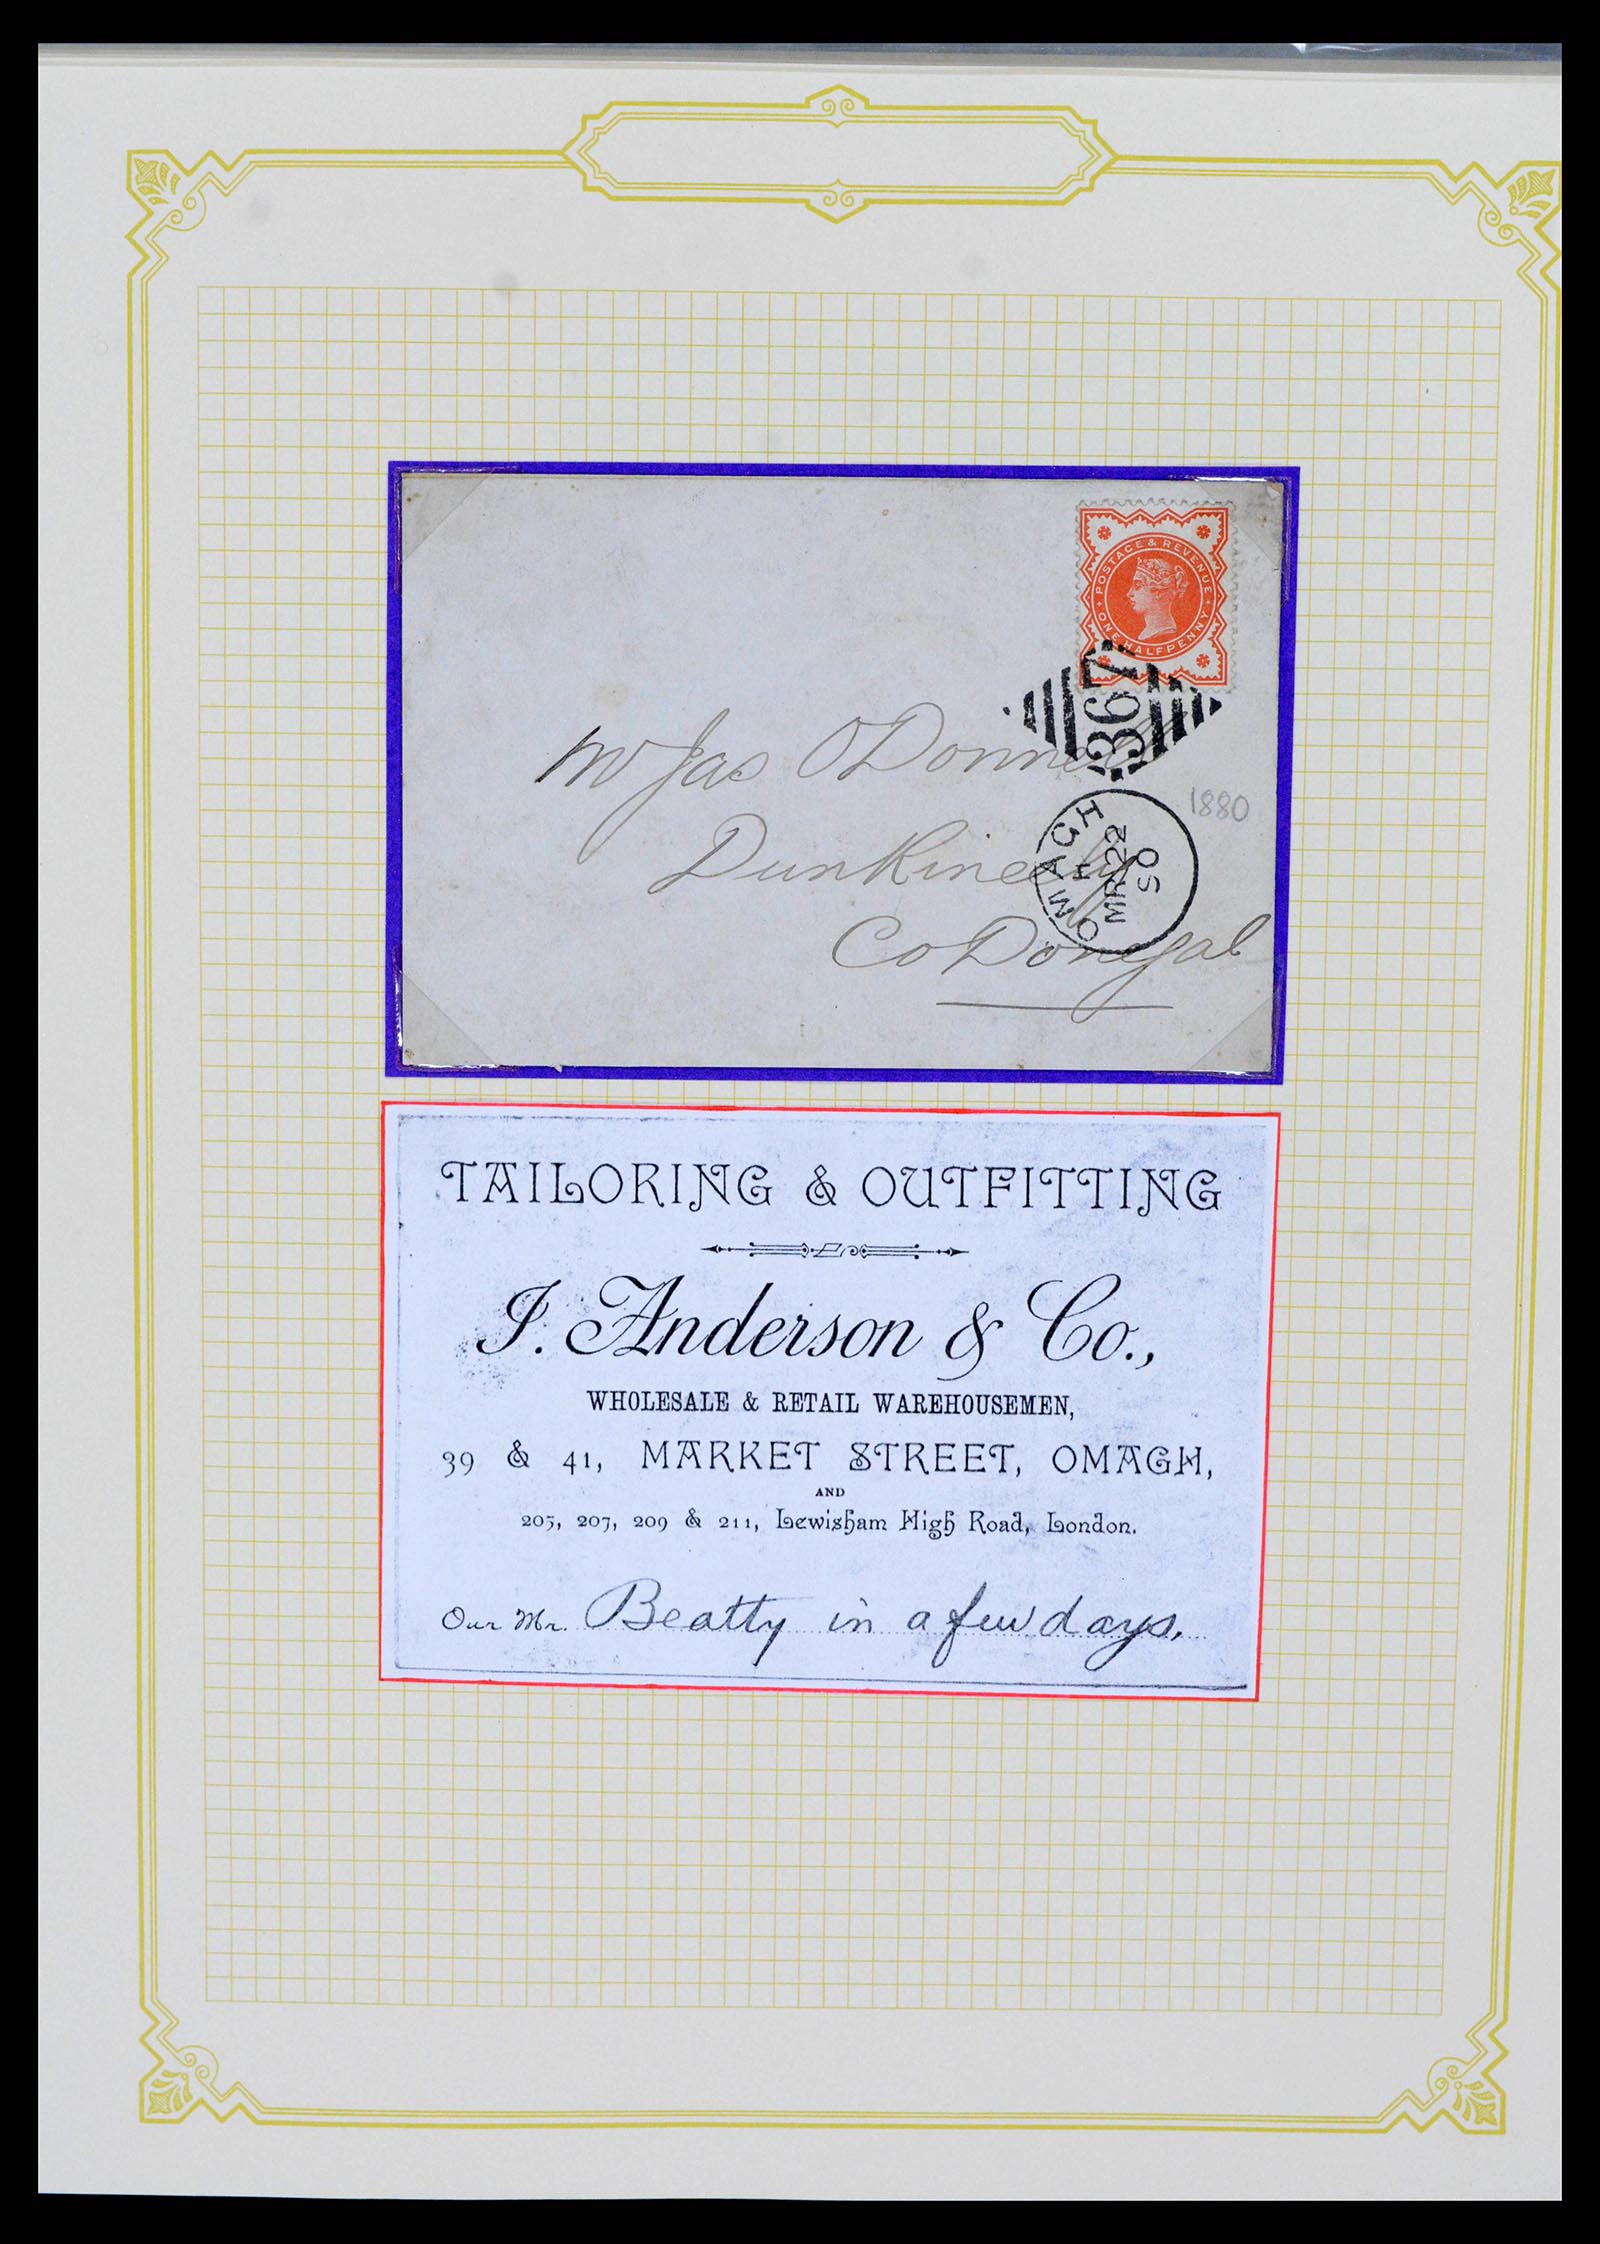 POSTAGE & REVENUE
ONE HALFPENNY
367
Mr Jas O'Donnell
1880
Dunkineely
OMAGH
H
MR 22
90
Co Donegal
TAILORING & OUTFITTING
J. Anderson & Co.,
WHOLESALE & RETAIL WAREHOUSEMEN,
39 & 41, MARKET STREET, OMAGH,
AND
205, 207, 209 & 211, Lewisham High Road, London.
Our Mr. Beatty in a few days.